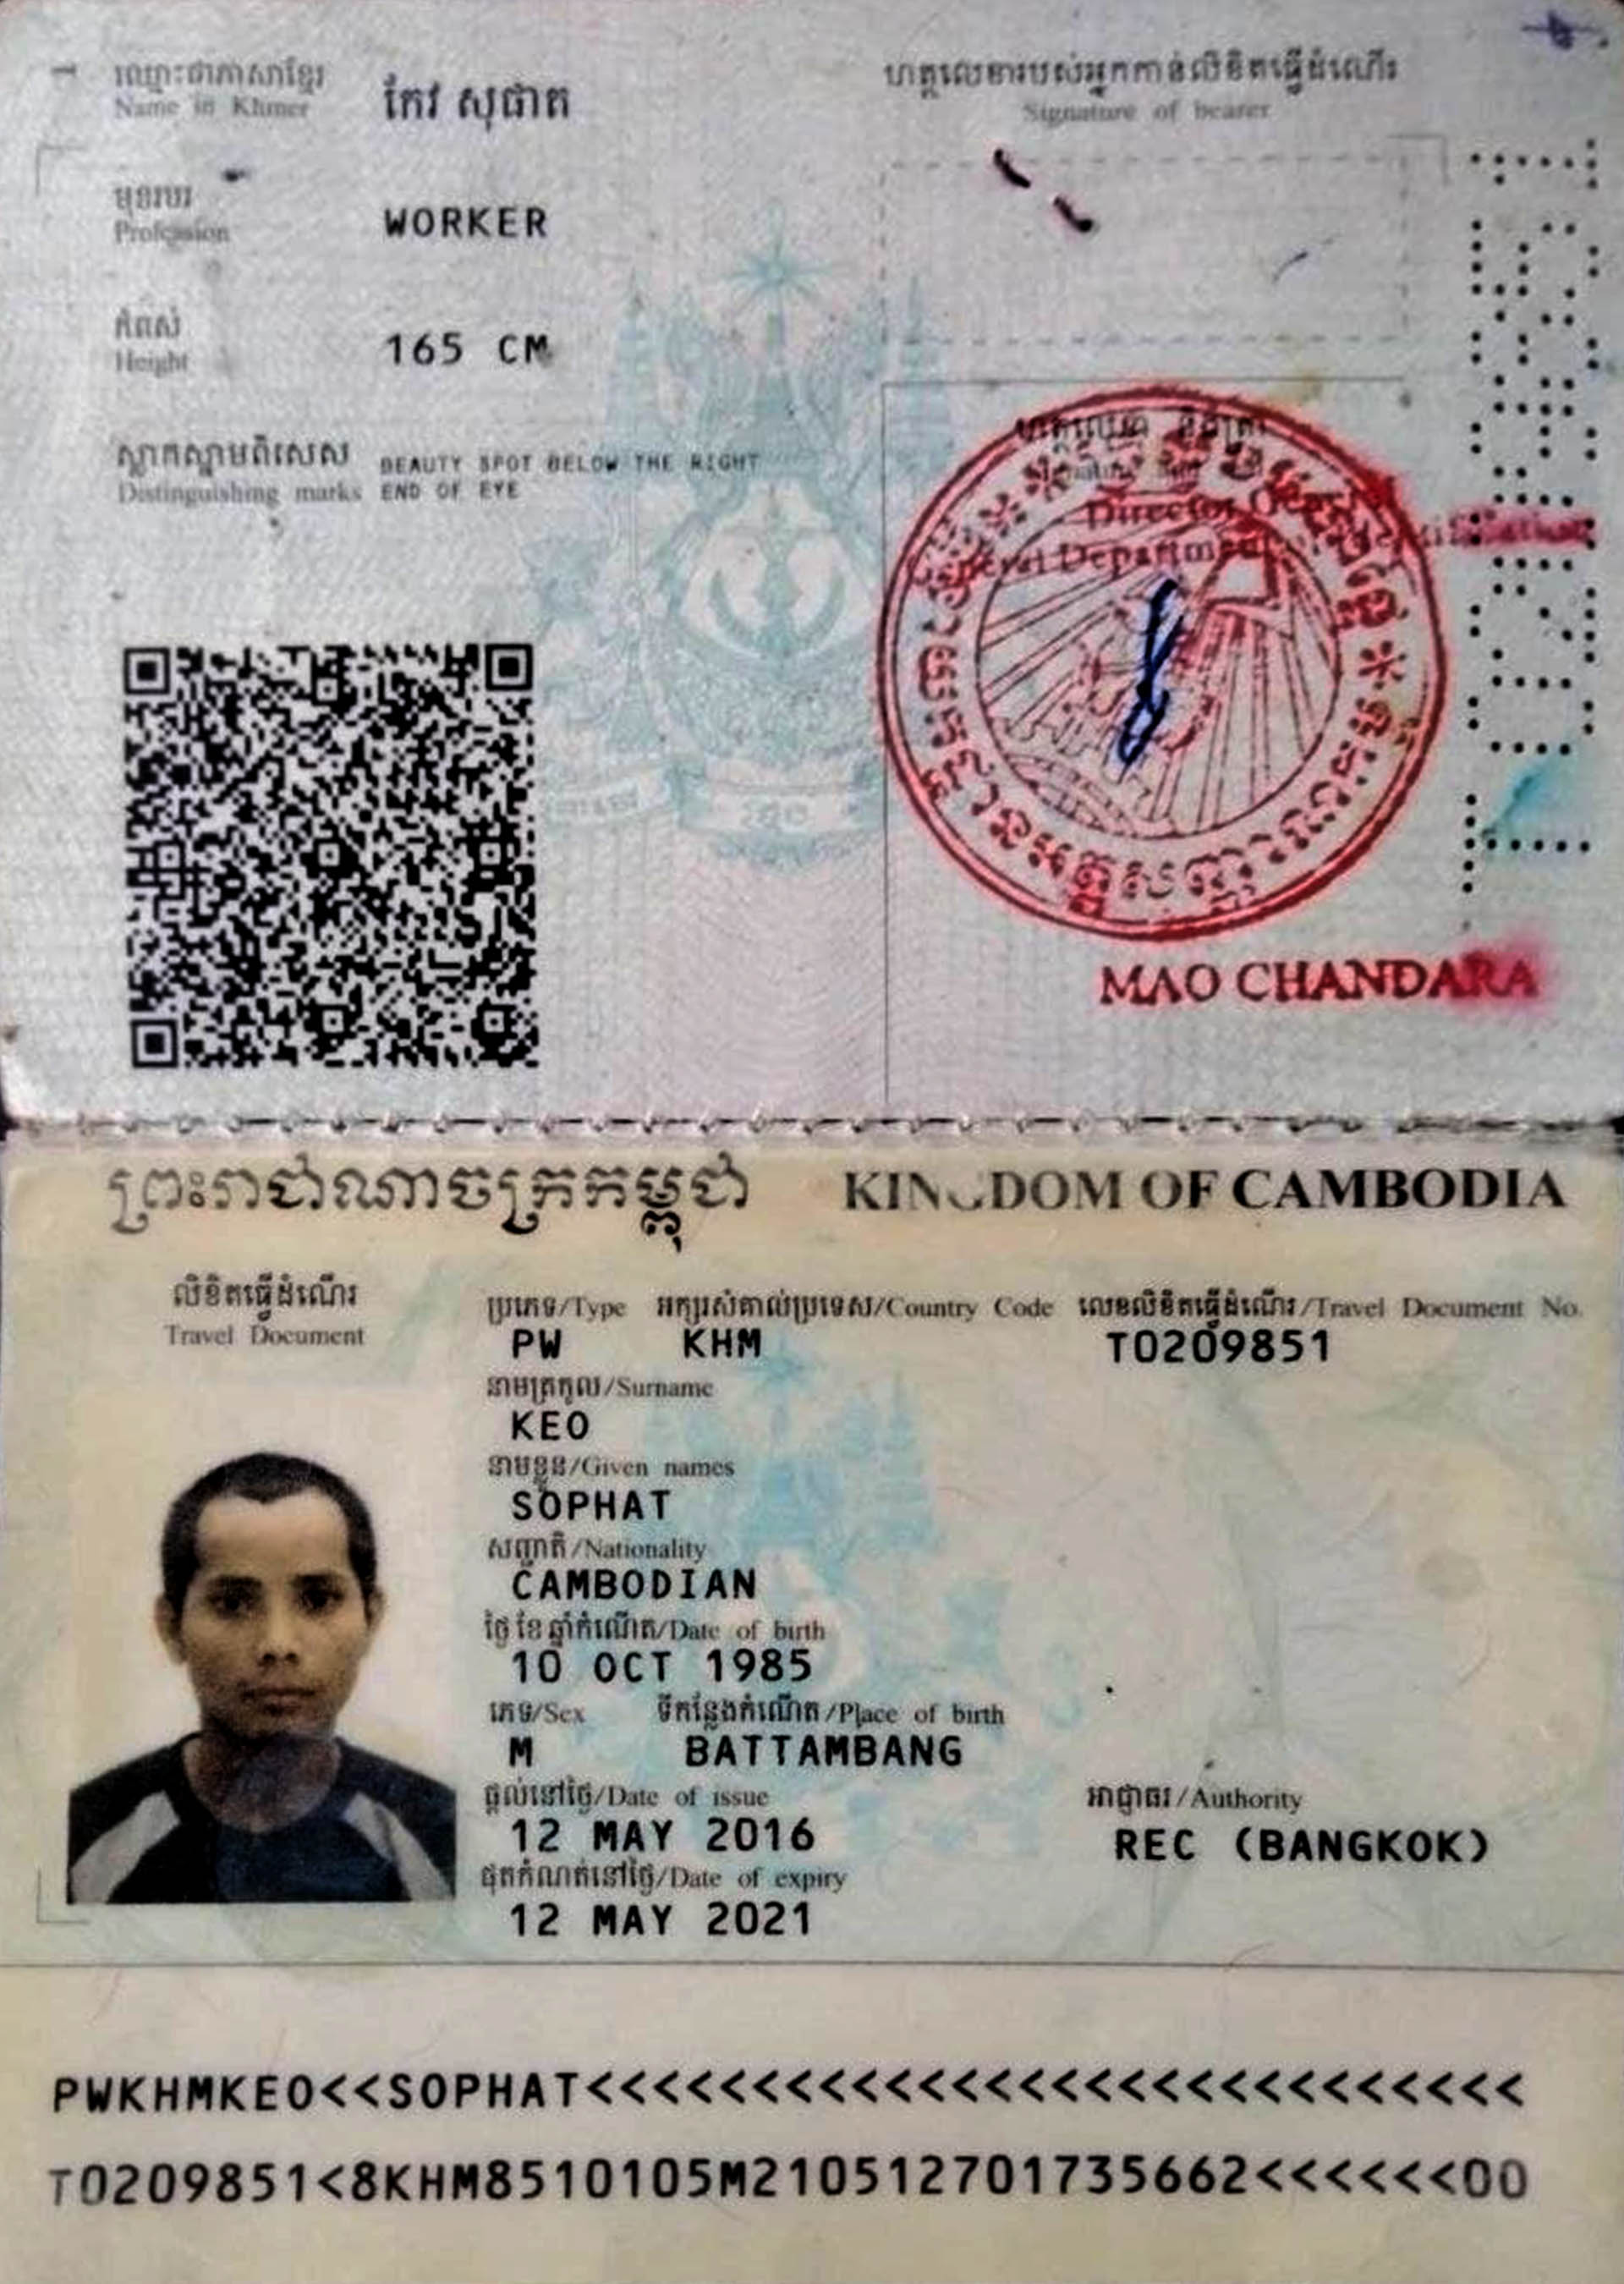 ឈ្មោះជាភាសាខ្មែរ
Name in Khmer
កែវ សុផាត
ហត្ថលេខារបស់អ្នកកាន់លិខិតធ្វើដំណើរ
Signature of bearer
មុខរបរ
Profession
WORKER
កំពស់
Height
165 CM
ស្លាកស្នាមពិសេស
Distinguishing marks
BEAUTY SPOT BELOW THE RIGHT
END OF EYE
Director
Department
MAO CHANDARA
ព្រះរាជាណាចក្រកម្ពុជា
KINGDOM OF CAMBODIA
លិខិតធ្វើដំណើរ
Travel Document
ប្រភេទ/Type អក្សរសំគាល់ប្រទេស/Country Code លេខលិខិតធ្វើដំណើរ/Travel Document No.
PW KHM T0209851
នាមត្រកូល/Surname
KEO
នាមខ្លួន/Given names
SOPHAT
សញ្ជាតិ/Nationality
CAMBODIAN
ថ្ងៃ ខែ ឆ្នាំកំណើត/Date of birth
10 OCT 1985
ភេទ/Sex ទីកន្លែងកំណើត/Place of birth
M BATTAMBANG
ផ្តល់នៅថ្ងៃ/Date of issue
12 MAY 2016
អាជ្ញាធរ/Authority
REC (BANGKOK)
ផុតកំណត់នៅថ្ងៃ/Date of expiry
12 MAY 2021
PWKHMKEO<<SOPHAT<<<<<<<<<<<<<<<<<<<<<<<<<<<<
T0209851<8KHM8510105M210512701735662<<<<<<00